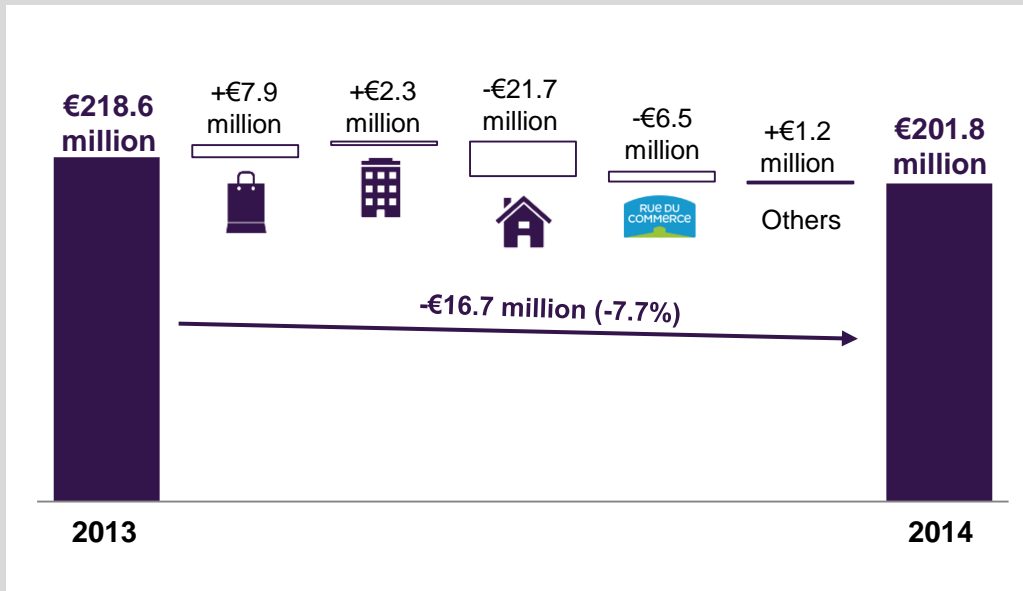 €218.6
million
+€7.9
million
+€2.3
million
-€21.7
million
-€6.5
million
+€1.2
million
€201.8
million
RUE DU
COMMERCE
Others
-€16.7 million (-7.7%)
2013
2014